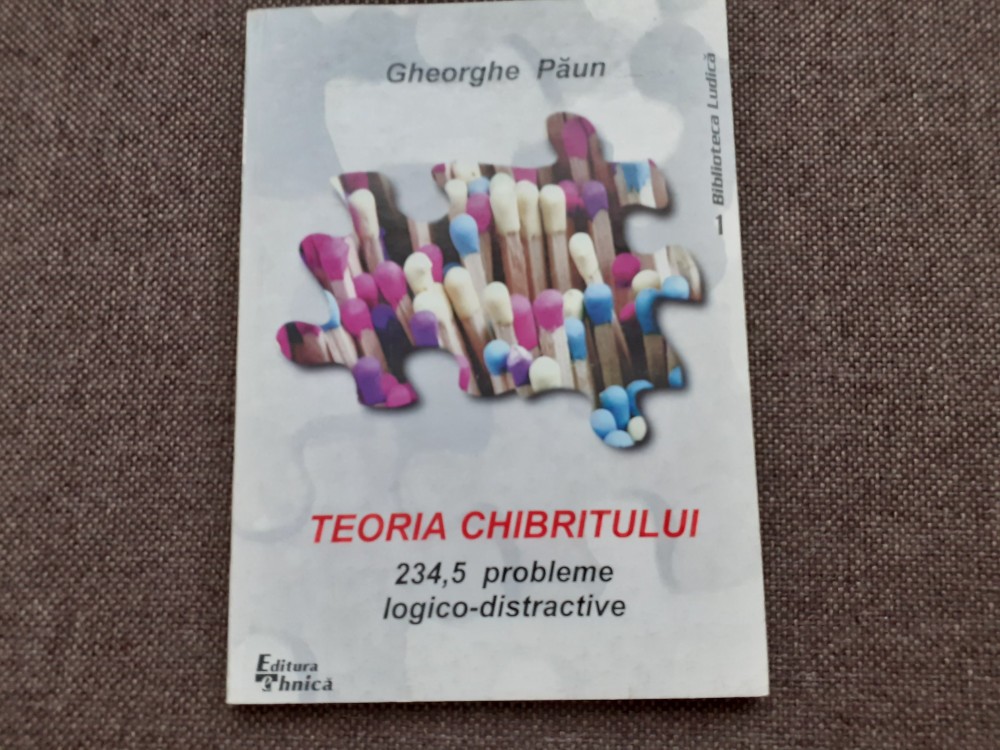 Gheorghe Păun
1 Biblioteca Ludică
TEORIA CHIBRITULUI
234,5 probleme
logico-distractive
Editura
Tehnică